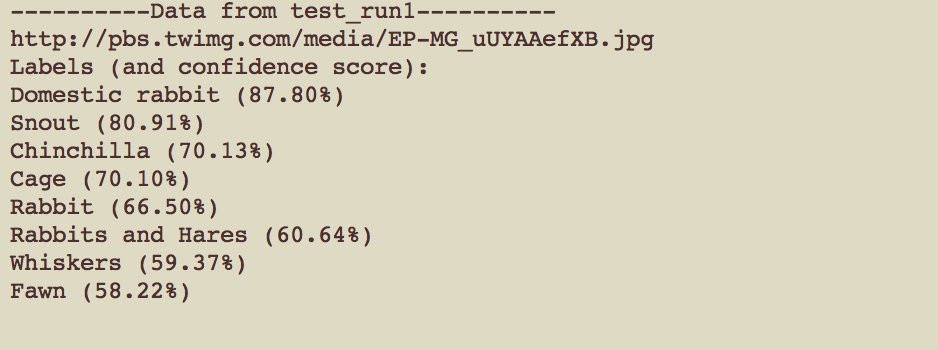 ----------Data from test_run1----------
http://pbs.twimg.com/media/EP-MG_uUYAAefXB.jpg
Labels (and confidence score):
Domestic rabbit (87.80%)
Snout (80.91%)
Chinchilla (70.13%)
Cage (70.10%)
Rabbit (66.50%)
Rabbits and Hares (60.64%)
Whiskers (59.37%)
Fawn (58.22%)